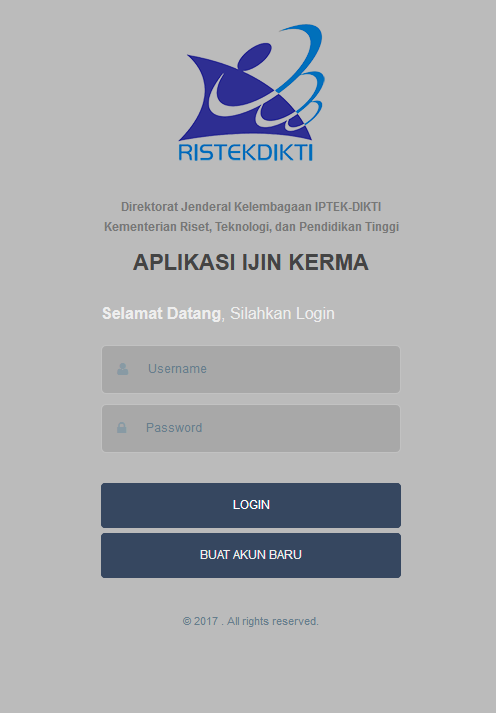 RISTEKDIKTI
Direktorat Jenderal Kelembagaan IPTEK-DIKTI
Kementerian Riset, Teknologi, dan Pendidikan Tinggi
APLIKASI IJIN KERMA
Selamat Datang, Silahkan Login
Username
Password
LOGIN
BUAT AKUN BARU
© 2017 . All rights reserved.